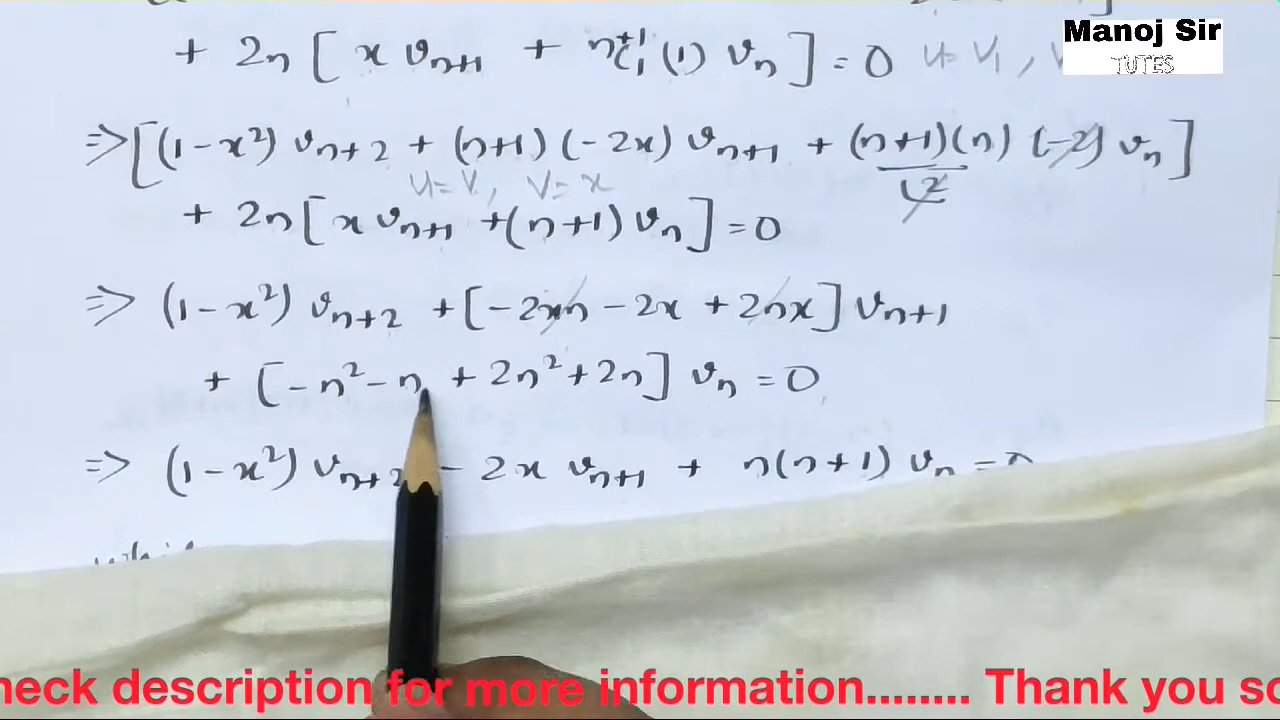 Manoj Sir
TUTES
+ 2n [ x v_{n+1} + ^{n+1}C_1 (1) v_n ] = 0 u = v_1 , v
⇒ [ (1-x²) v_{n+2} + (n+1) (-2x) v_{n+1} + (n+1)(n)/⌊2 (-2) v_n ]
u = v, v = x
+ 2n [ x v_{n+1} + (n+1) v_n ] = 0
⇒ (1-x²) v_{n+2} + [ -2xn - 2x + 2nx ] v_{n+1}
+ [ -n² - n + 2n² + 2n ] v_n = 0
⇒ (1-x²) v_{n+2} - 2x v_{n+1} + n(n+1) v_n = 0
heck description for more information........ Thank you so